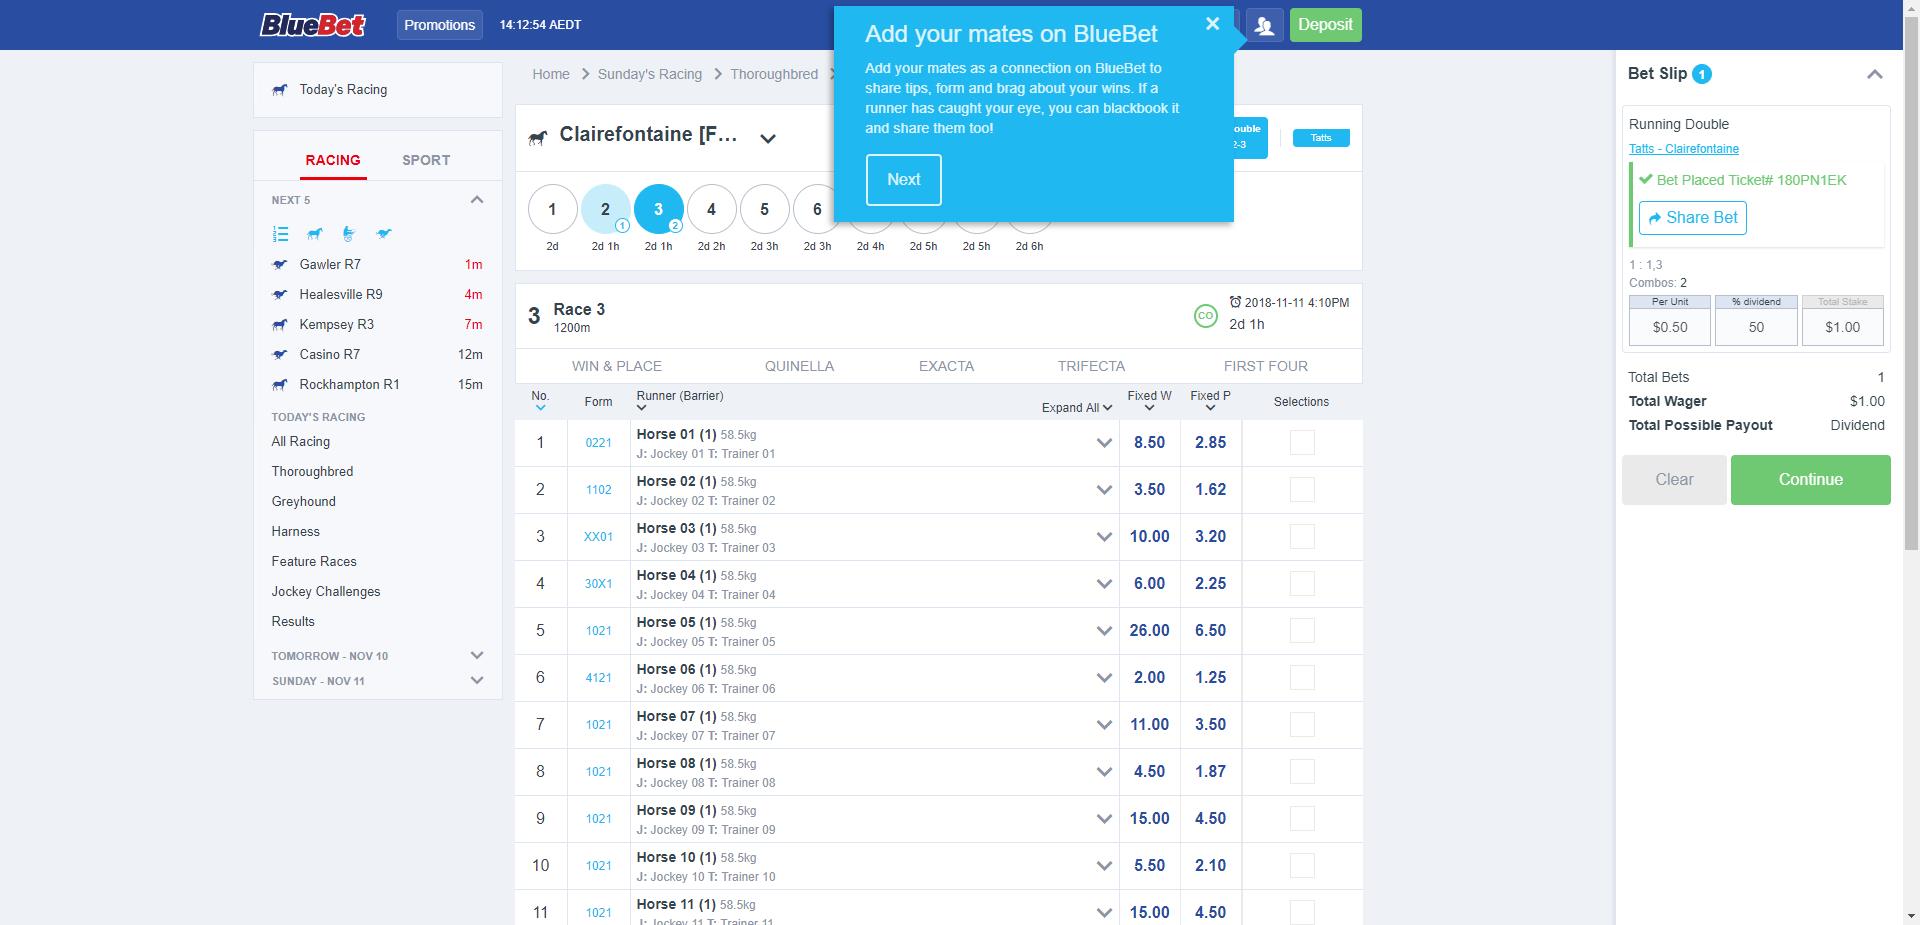 BlueBet
Promotions
14:12:54 AEDT
Deposit
Add your mates on BlueBet
Add your mates as a connection on BlueBet to
share tips, form and brag about your wins. If a
runner has caught your eye, you can blackbook it
and share them too!
Next
Today's Racing
RACING SPORT
NEXT 5
Gawler R7 1m
Healesville R9 4m
Kempsey R3 7m
Casino R7 12m
Rockhampton R1 15m
TODAY'S RACING
All Racing
Thoroughbred
Greyhound
Harness
Feature Races
Jockey Challenges
Results
TOMORROW - NOV 10
SUNDAY - NOV 11
Home Sunday's Racing Thoroughbred
Clairefontaine [F...
ouble
2-3
Tatts
1 2 1 3 2 4 5 6
2d 2d 1h 2d 1h 2d 2h 2d 3h 2d 3h 2d 4h 2d 5h 2d 5h 2d 6h
3 Race 3
1200m
CO
2018-11-11 4:10PM
2d 1h
WIN & PLACE QUINELLA EXACTA TRIFECTA FIRST FOUR
No. Form Runner (Barrier) Expand All Fixed W Fixed P Selections
1 0221 Horse 01 (1) 58.5kg 8.50 2.85
J: Jockey 01 T: Trainer 01
2 1102 Horse 02 (1) 58.5kg 3.50 1.62
J: Jockey 02 T: Trainer 02
3 XX01 Horse 03 (1) 58.5kg 10.00 3.20
J: Jockey 03 T: Trainer 03
4 30X1 Horse 04 (1) 58.5kg 6.00 2.25
J: Jockey 04 T: Trainer 04
5 1021 Horse 05 (1) 58.5kg 26.00 6.50
J: Jockey 05 T: Trainer 05
6 4121 Horse 06 (1) 58.5kg 2.00 1.25
J: Jockey 06 T: Trainer 06
7 1021 Horse 07 (1) 58.5kg 11.00 3.50
J: Jockey 07 T: Trainer 07
8 1021 Horse 08 (1) 58.5kg 4.50 1.87
J: Jockey 08 T: Trainer 08
9 1021 Horse 09 (1) 58.5kg 15.00 4.50
J: Jockey 09 T: Trainer 09
10 1021 Horse 10 (1) 58.5kg 5.50 2.10
J: Jockey 10 T: Trainer 10
11 1021 Horse 11 (1) 58.5kg 15.00 4.50
J: Jockey 11 T: Trainer 11
Bet Slip 1
Running Double
Tatts - Clairefontaine
Bet Placed Ticket# 180PN1EK
Share Bet
1 : 1,3
Combos: 2
Per Unit % dividend Total Stake
$0.50 50 $1.00
Total Bets 1
Total Wager $1.00
Total Possible Payout Dividend
Clear Continue